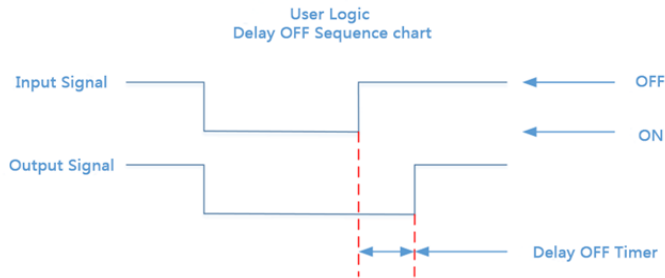 User Logic
Delay OFF Sequence chart
Input Signal
OFF
ON
Output Signal
Delay OFF Timer